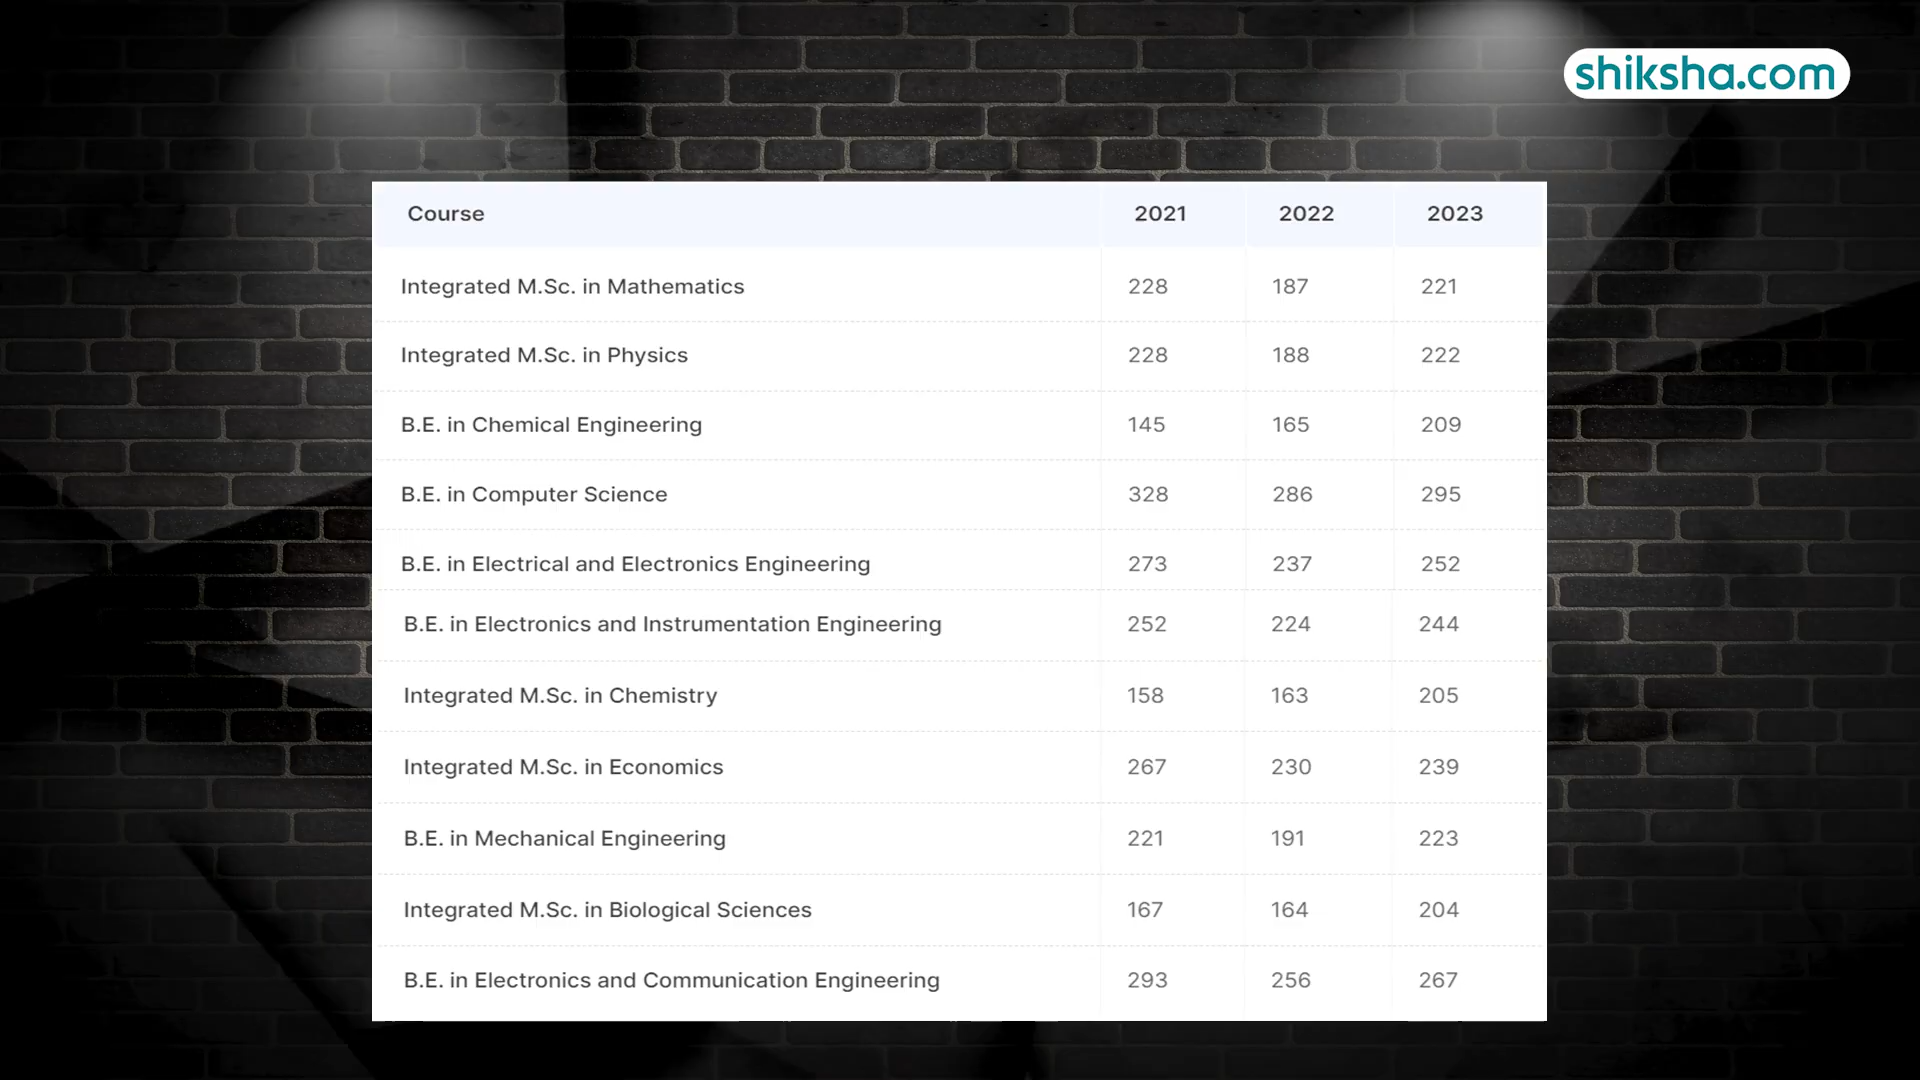 shiksha.com
Course 2021 2022 2023
Integrated M.Sc. in Mathematics 228 187 221
Integrated M.Sc. in Physics 228 188 222
B.E. in Chemical Engineering 145 165 209
B.E. in Computer Science 328 286 295
B.E. in Electrical and Electronics Engineering 273 237 252
B.E. in Electronics and Instrumentation Engineering 252 224 244
Integrated M.Sc. in Chemistry 158 163 205
Integrated M.Sc. in Economics 267 230 239
B.E. in Mechanical Engineering 221 191 223
Integrated M.Sc. in Biological Sciences 167 164 204
B.E. in Electronics and Communication Engineering 293 256 267